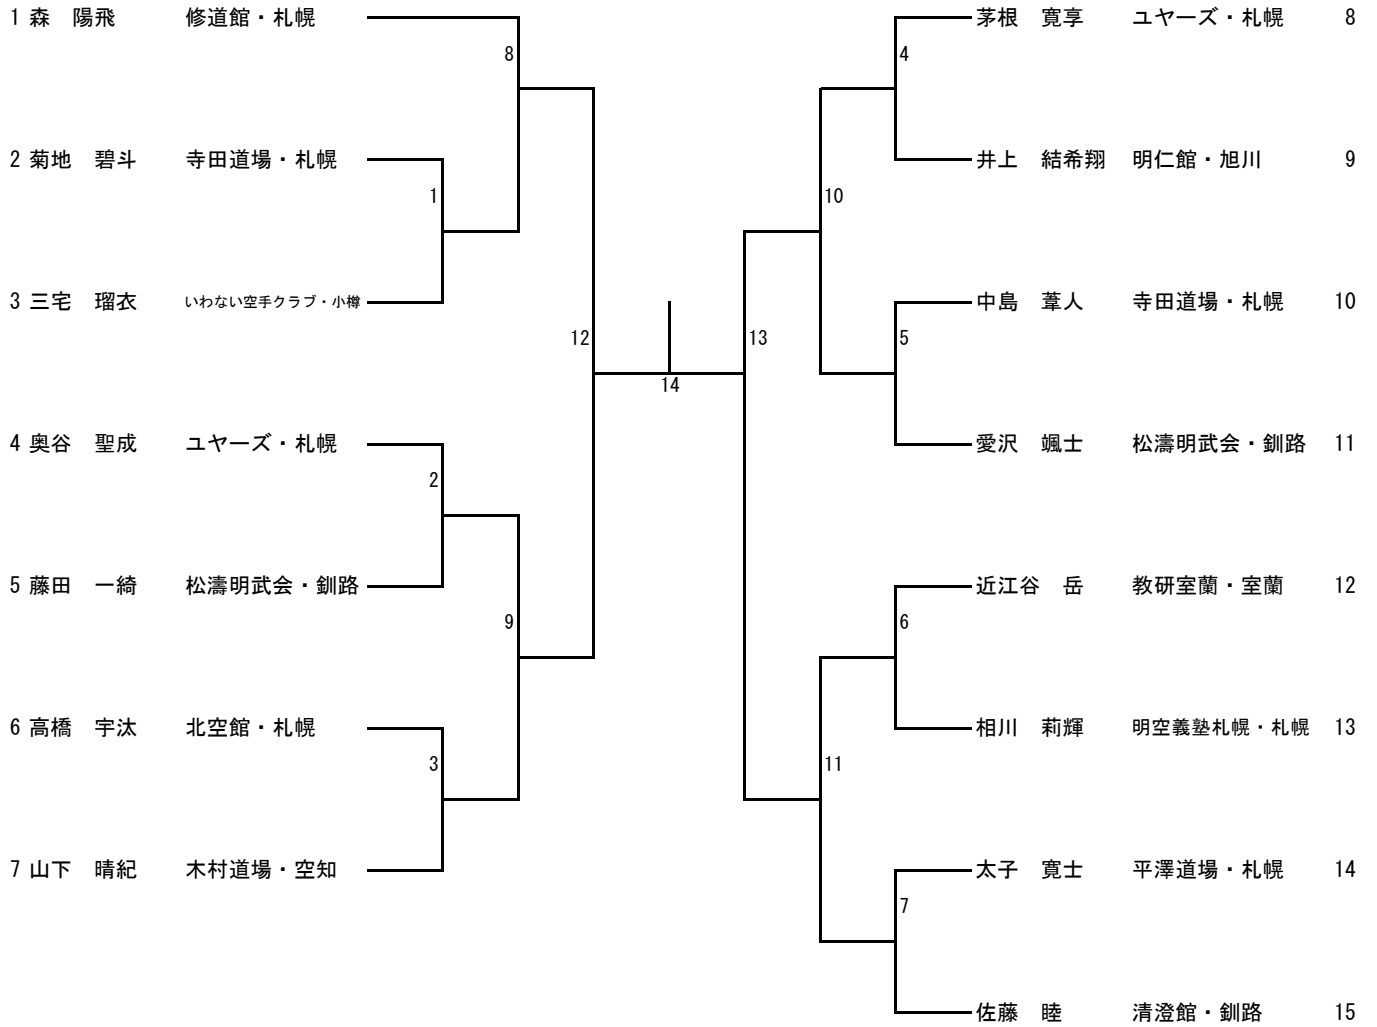 1 森　陽飛　修道館・札幌
8
2 菊地　碧斗　寺田道場・札幌
1
3 三宅　瑠衣　いわない空手クラブ・小樽
12
4 奥谷　聖成　ユヤーズ・札幌
2
5 藤田　一綺　松濤明武会・釧路
9
6 高橋　宇汰　北空館・札幌
3
7 山下　晴紀　木村道場・空知
14
茅根　寛享　ユヤーズ・札幌　8
4
井上　結希翔　明仁館・旭川　9
10
中島　葦人　寺田道場・札幌　10
13
5
愛沢　颯士　松濤明武会・釧路　11
近江谷　岳　教研室蘭・室蘭　12
6
相川　莉輝　明空義塾札幌・札幌　13
11
太子　寛士　平澤道場・札幌　14
7
佐藤　睦　清澄館・釧路　15